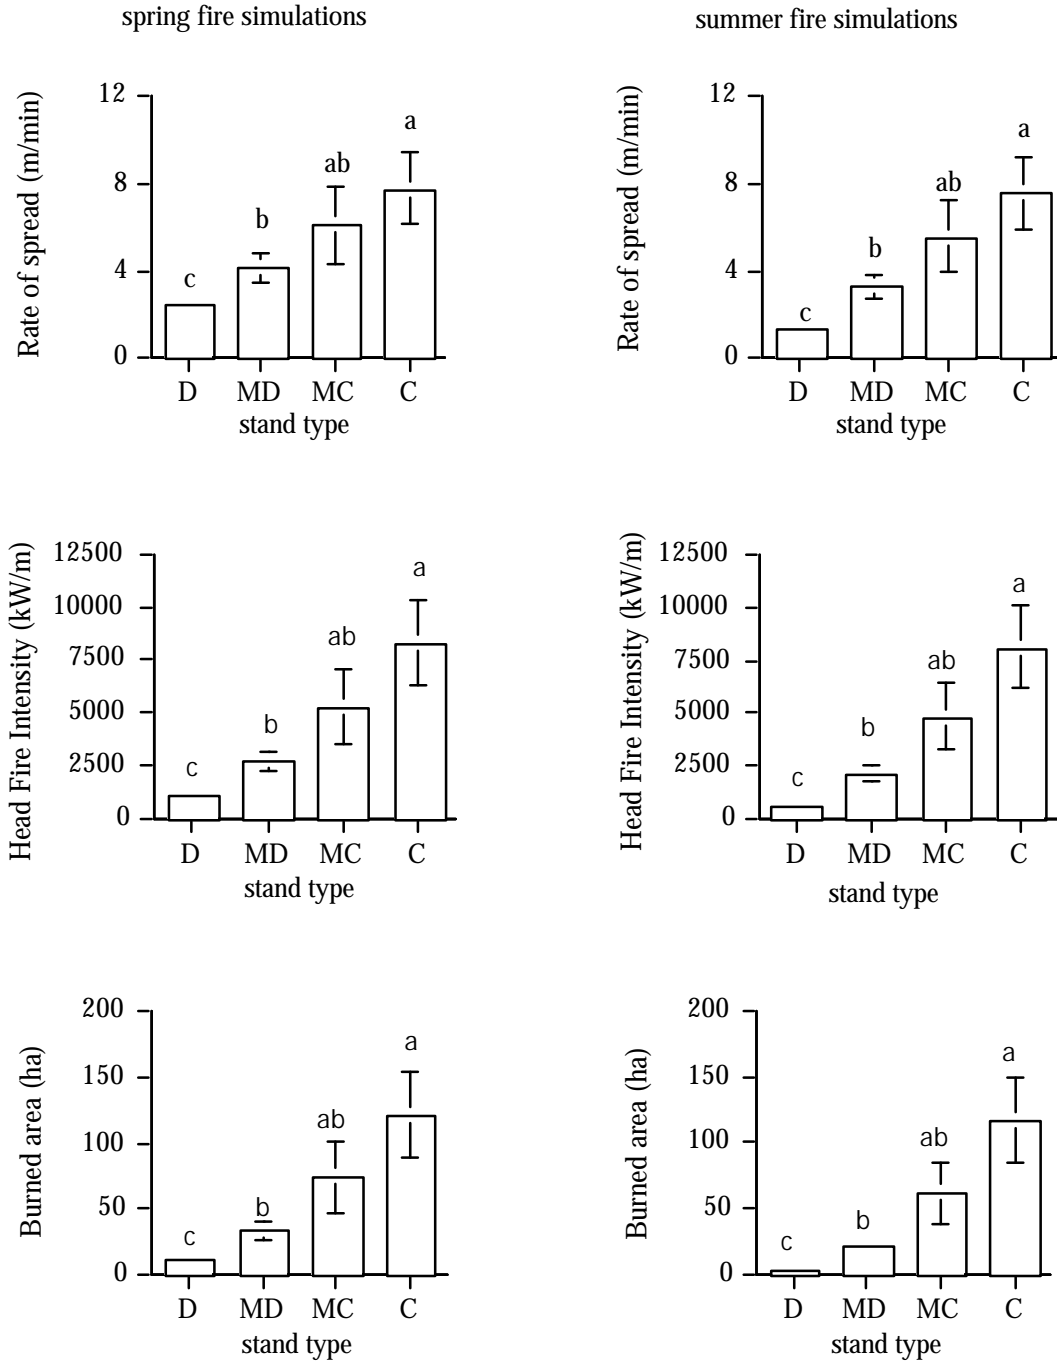 spring fire simulations
summer fire simulations
Rate of spread (m/min)
12
8
4
0
c
b
ab
a
D MD MC C
stand type
Rate of spread (m/min)
12
8
4
0
c
b
ab
a
D MD MC C
stand type
Head Fire Intensity (kW/m)
12500
10000
7500
5000
2500
0
c
b
ab
a
D MD MC C
stand type
Head Fire Intensity (kW/m)
12500
10000
7500
5000
2500
0
c
b
ab
a
D MD MC C
stand type
Burned area (ha)
200
150
100
50
0
c
b
ab
a
D MD MC C
stand type
Burned area (ha)
200
150
100
50
0
c
b
ab
a
D MD MC C
stand type